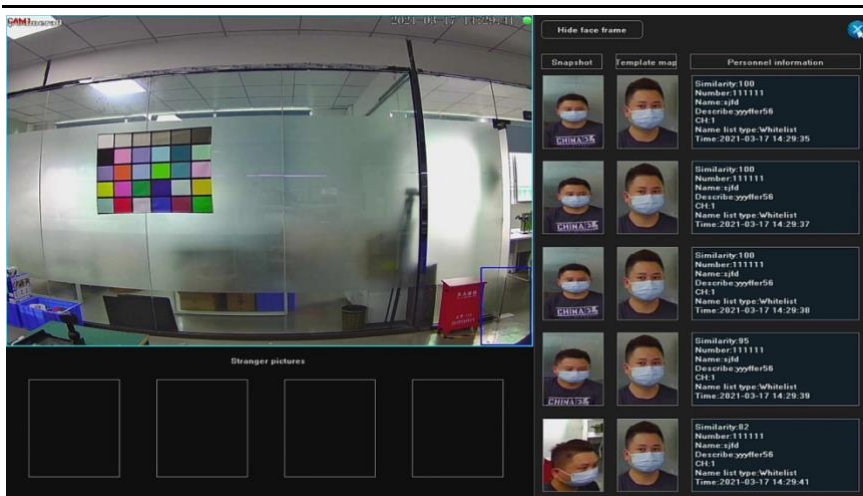 CAM1
2021-03-17 14:29:41
Hide face frame
Snapshot
Template map
Personnel information
Similarity:100
Number:111111
Name:sjfd
Describe:yyyffer56
CH:1
Name list type:Whitelist
Time:2021-03-17 14:29:35
CHINA
Similarity:100
Number:111111
Name:sjfd
Describe:yyyffer56
CH:1
Name list type:Whitelist
Time:2021-03-17 14:29:37
CHINA
Similarity:100
Number:111111
Name:sjfd
Describe:yyyffer56
CH:1
Name list type:Whitelist
Time:2021-03-17 14:29:38
CHINA
Similarity:95
Number:111111
Name:sjfd
Describe:yyyffer56
CH:1
Name list type:Whitelist
Time:2021-03-17 14:29:39
CHINA
Similarity:82
Number:111111
Name:sjfd
Describe:yyyffer56
CH:1
Name list type:Whitelist
Time:2021-03-17 14:29:41
Stranger pictures